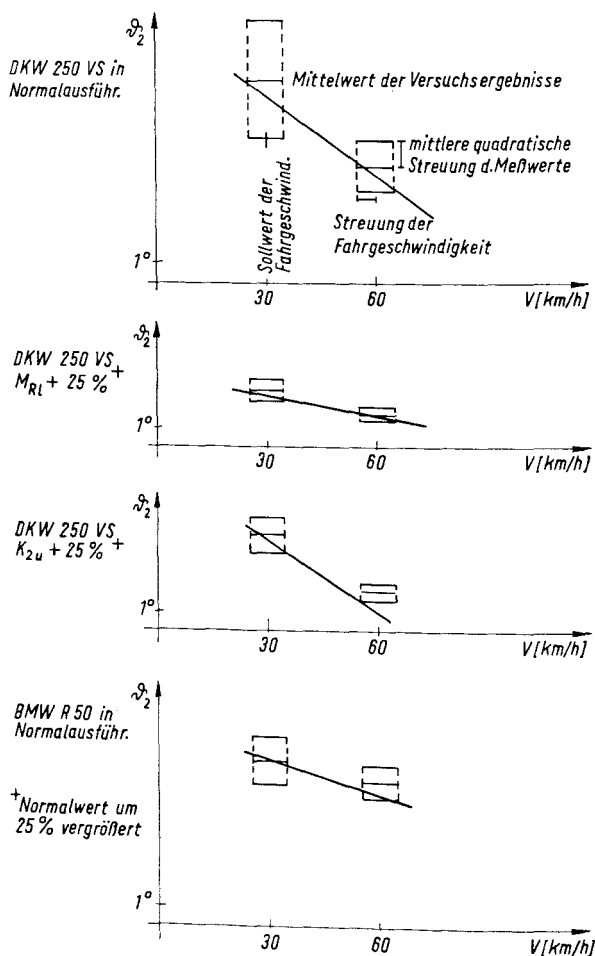 ϑ₂
DKW 250 VS in
Normalausführ.
Mittelwert der Versuchsergebnisse
mittlere quadratische
Streuung d. Meßwerte
Sollwert der
Fahrgeschwind.
Streuung der
Fahrgeschwindigkeit
1°
30 60 V[km/h]
ϑ₂
DKW 250 VS
M_Rl + 25 % +
1°
30 60 V[km/h]
ϑ₂
DKW 250 VS
K_2u + 25 % +
1°
30 60 V[km/h]
ϑ₂
BMW R 50 in
Normalausführ.
+Normalwert um
25 % vergrößert
1°
30 60 V[km/h]